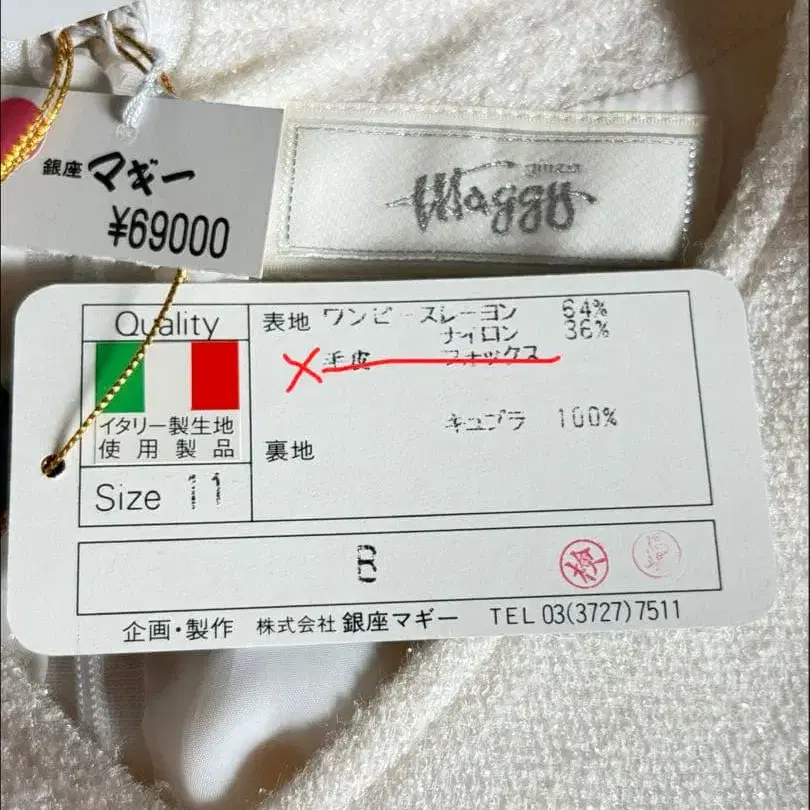 銀座 マギー
¥69000
ginza
Maggy
Quality
イタリー製生地
使用製品
Size 11
表地 ワンピースレーヨン 64%
ナイロン 36%
毛皮 フォックス
キュプラ 100%
裏地
8
検
企画・製作 株式会社 銀座マギー TEL 03(3727)7511